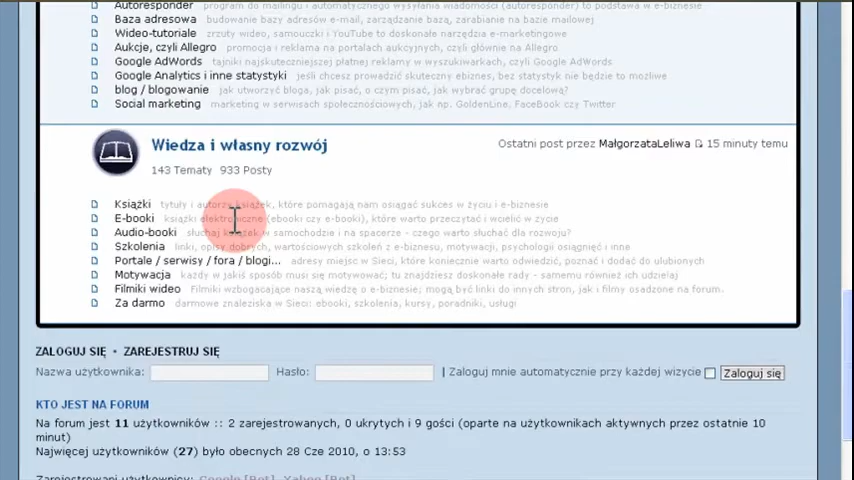 Autoresponder program do mailingu i automatycznego wysyłania wiadomości (autoresponder) to podstawa w e-biznesie
Baza adresowa budowanie bazy adresów e-mail, zarządzanie bazą, zarabianie na bazie mailowej
Wideo-tutoriale zrzuty wideo, samouczki i YouTube to doskonałe narzędzia e-marketingowe
Aukcje, czyli Allegro promocja i reklama na portalach aukcyjnych, czyli głównie na Allegro
Google AdWords tajniki najskuteczniejszej płatnej reklamy w wyszukiwarkach, czyli Google AdWords
Google Analytics i inne statystyki jeśli chcesz prowadzić skuteczny ebiznes, bez statystyk nie będzie to możliwe
blog / blogowanie jak utworzyć bloga, jak pisać, o czym pisać, jak wybrać grupę docelową?
Social marketing marketing w serwisach społecznościowych, jak np. GoldenLine, FaceBook czy Twitter
Wiedza i własny rozwój
Ostatni post przez MałgorzataLeliwa 15 minuty temu
143 Tematy 933 Posty
Książki tytuły i autorzy książek, które pomagają nam osiągać sukces w życiu i e-biznesie
E-booki książki elektroniczne (ebooki czy e-booki), które warto przeczytać i wcielić w życie
Audio-booki słuchaj książek w samochodzie i na spacerze - czego warto słuchać dla rozwoju?
Szkolenia linki, opisy dobrych, wartościowych szkoleń z e-biznesu, motywacji, psychologii osiągnięć i inne
Portale / serwisy / fora / blogi... adresy miejsc w Sieci, które koniecznie warto odwiedzić, poznać i dodać do ulubionych
Motywacja każdy w jakiś sposób musi się motywować; tu znajdziesz doskonałe rady - samemu również ich udzielaj
Filmiki wideo Filmiki wzbogacające naszą wiedzę o e-biznesie; mogą być linki do innych stron, jak i filmy osadzone na forum.
Za darmo darmowe znaleziska w Sieci: ebooki, szkolenia, kursy, poradniki, usługi
ZALOGUJ SIĘ • ZAREJESTRUJ SIĘ
Nazwa użytkownika: Hasło: | Zaloguj mnie automatycznie przy każdej wizycie Zaloguj się
KTO JEST NA FORUM
Na forum jest 11 użytkowników :: 2 zarejestrowanych, 0 ukrytych i 9 gości (oparte na użytkownikach aktywnych przez ostatnie 10
minut)
Najwięcej użytkowników (27) było obecnych 28 Cze 2010, o 13:53
Zarejestrowani użytkownicy: Google [Bot], Yahoo [Bot]